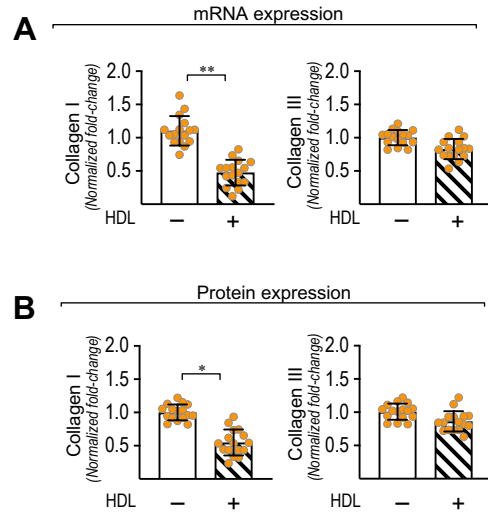 A
mRNA expression
Collagen I
(Normalized fold-change)
2.0
1.5
1.0
0.5
**
HDL
−
+
Collagen III
(Normalized fold-change)
2.0
1.5
1.0
0.5
−
+
B
Protein expression
Collagen I
(Normalized fold-change)
2.0
1.5
1.0
0.5
*
HDL
−
+
Collagen III
(Normalized fold-change)
2.0
1.5
1.0
0.5
HDL
−
+